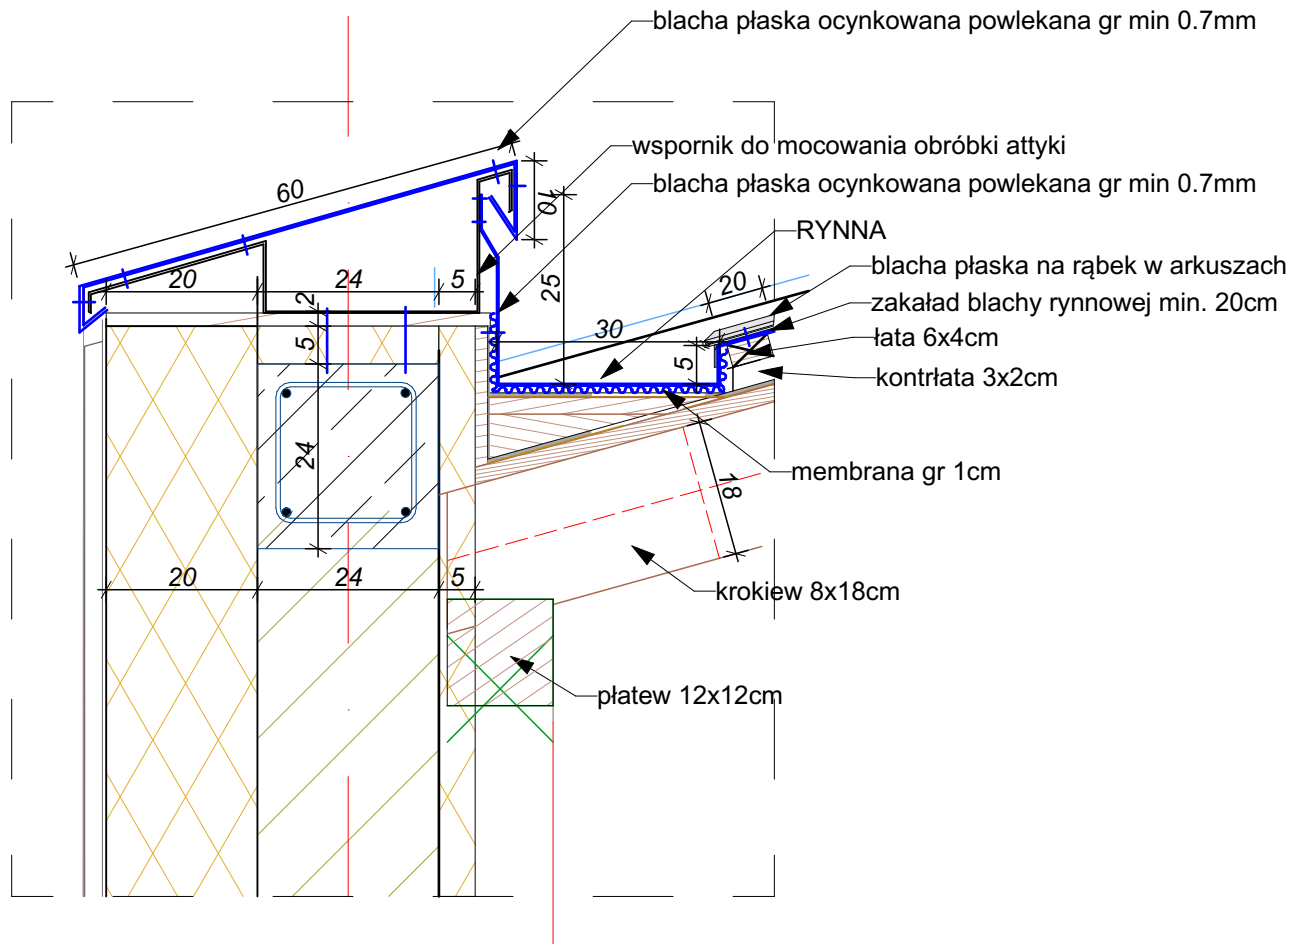 blacha płaska ocynkowana powlekana gr min 0.7mm
wspornik do mocowania obróbki attyki
60
blacha płaska ocynkowana powlekana gr min 0.7mm
10
RYNNA
blacha płaska na rąbek w arkuszach
20
24
5
25
20
zakaład blachy rynnowej min. 20cm
2
30
łata 6x4cm
5
5
kontrłata 3x2cm
24
membrana gr 1cm
18
20
24
5
krokiew 8x18cm
płatew 12x12cm